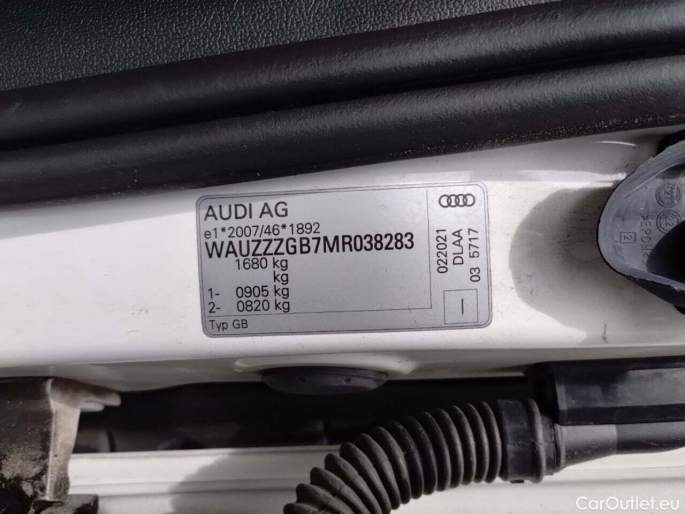 AUDI AG
e1*2007/46*1892
WAUZZZGB7MR038283
1680 kg
kg
1- 0905 kg
2- 0820 kg
Typ GB
022021
DLAA
03 5717
I
CarOutlet.eu